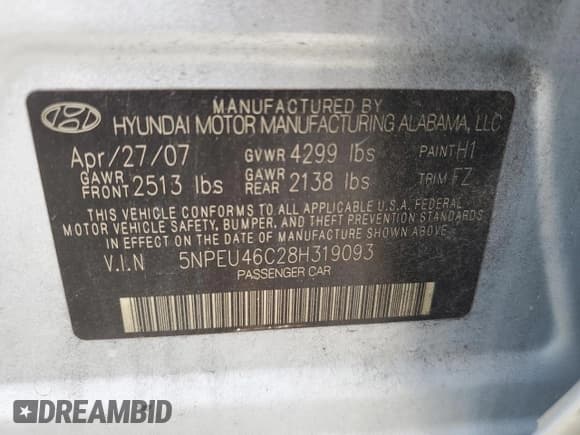 MANUFACTURED BY
HYUNDAI MOTOR MANUFACTURING ALABAMA, LLC
Apr/27/07 GVWR 4299 lbs PAINT H1
GAWR FRONT 2513 lbs GAWR REAR 2138 lbs TRIM FZ
THIS VEHICLE CONFORMS TO ALL APPLICABLE U.S.A. FEDERAL
MOTOR VEHICLE SAFETY, BUMPER, AND THEFT PREVENTION STANDARDS
IN EFFECT ON THE DATE OF MANUFACTURE SHOWN ABOVE.
V.I.N 5NPEU46C28H319093
PASSENGER CAR
DREAMBID